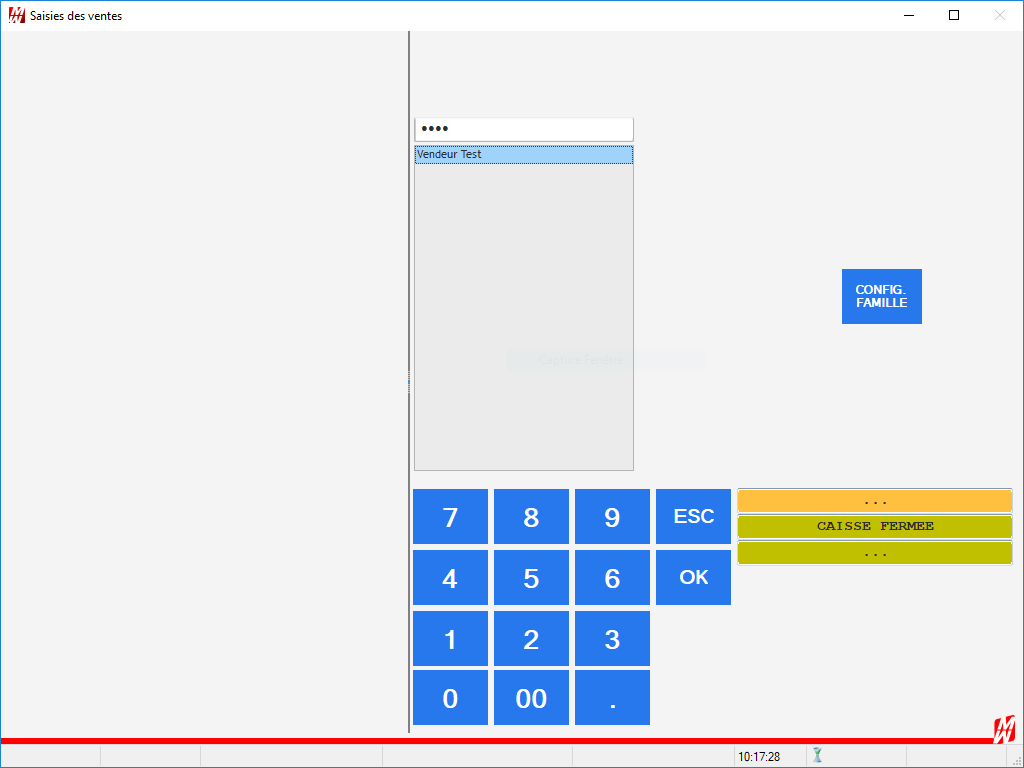 Saisies des ventes
••••
Vendeur Test
CONFIG.
FAMILLE
7 8 9 ESC
...
CAISSE FERMEE
...
4 5 6 OK
1 2 3
0 00 .
10:17:28